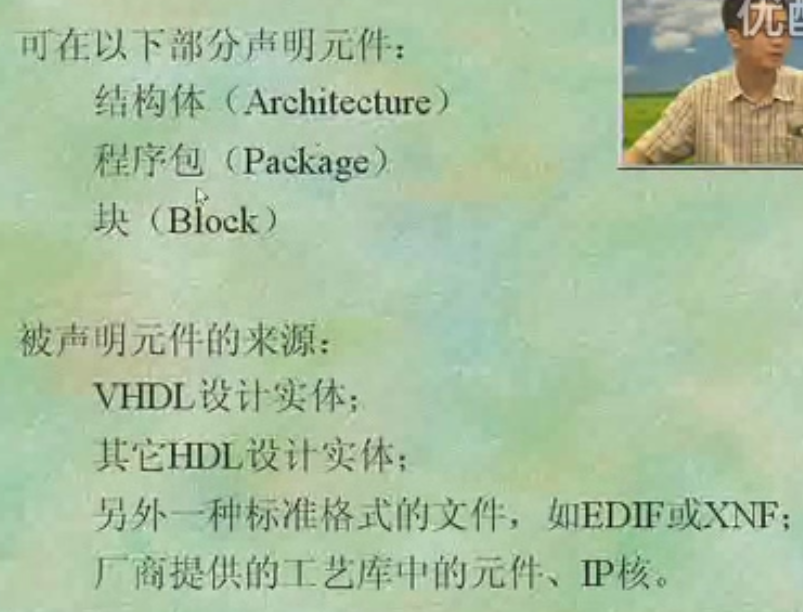 优酷
可在以下部分声明元件：
结构体（Architecture）
程序包（Package）
块（Block）
被声明元件的来源：
VHDL设计实体；
其它HDL设计实体；
另外一种标准格式的文件，如EDIF或XNF；
厂商提供的工艺库中的元件、IP核。